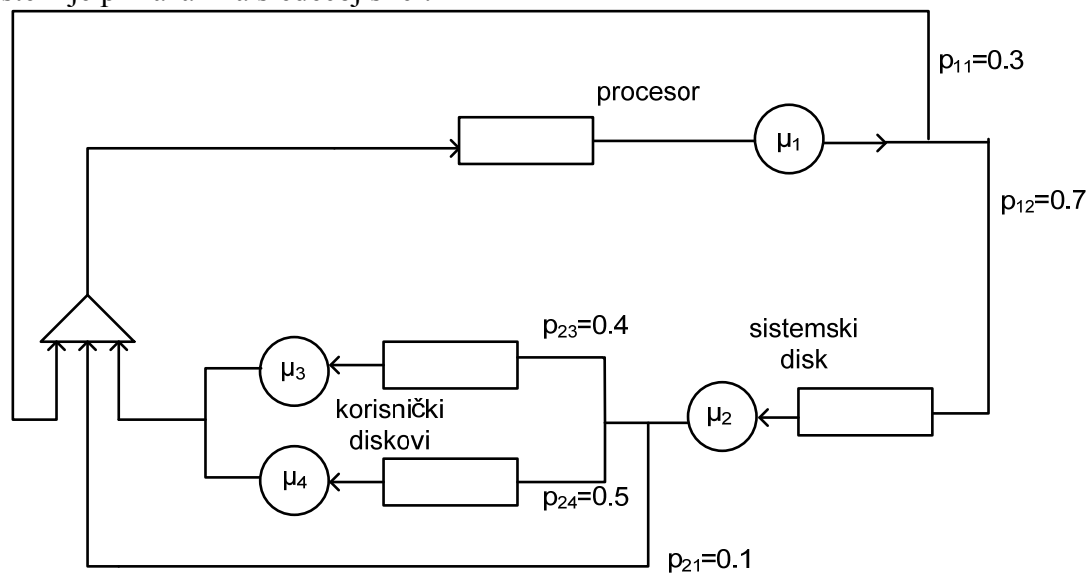 p11=0.3
procesor
μ1
p12=0.7
p23=0.4
sistemski
disk
μ3
korisnički
diskovi
μ2
μ4
p24=0.5
p21=0.1